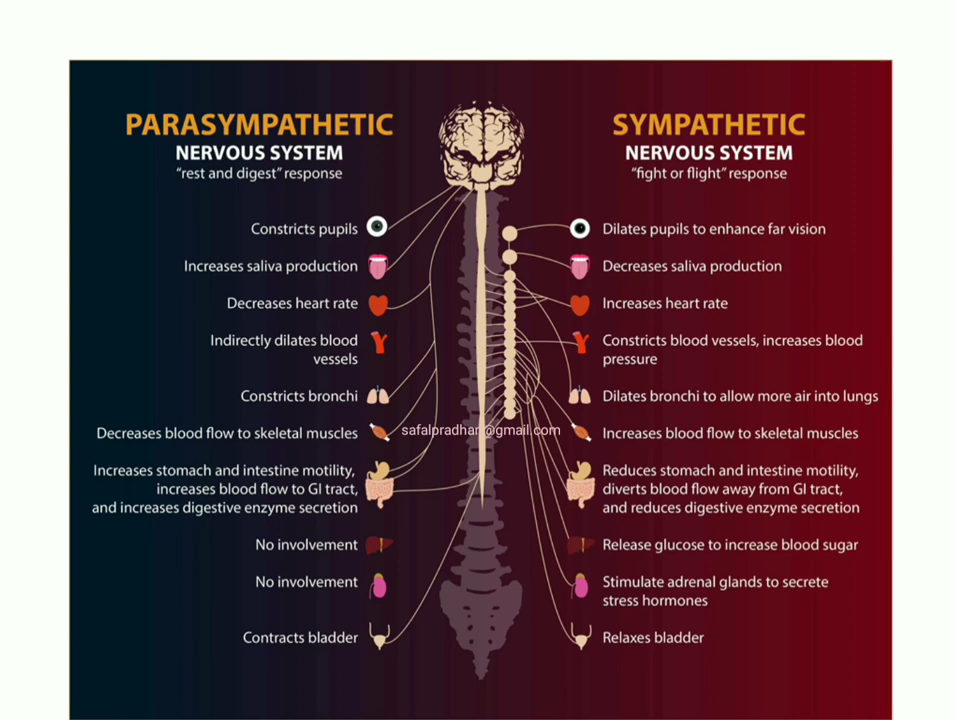 PARASYMPATHETIC
NERVOUS SYSTEM
"rest and digest" response
Constricts pupils
Increases saliva production
Decreases heart rate
Indirectly dilates blood
vessels
Constricts bronchi
Decreases blood flow to skeletal muscles
Increases stomach and intestine motility,
increases blood flow to GI tract,
and increases digestive enzyme secretion
No involvement
No involvement
Contracts bladder
SYMPATHETIC
NERVOUS SYSTEM
"fight or flight" response
Dilates pupils to enhance far vision
Decreases saliva production
Increases heart rate
Constricts blood vessels, increases blood
pressure
Dilates bronchi to allow more air into lungs
Increases blood flow to skeletal muscles
Reduces stomach and intestine motility,
diverts blood flow away from GI tract,
and reduces digestive enzyme secretion
Release glucose to increase blood sugar
Stimulate adrenal glands to secrete
stress hormones
Relaxes bladder